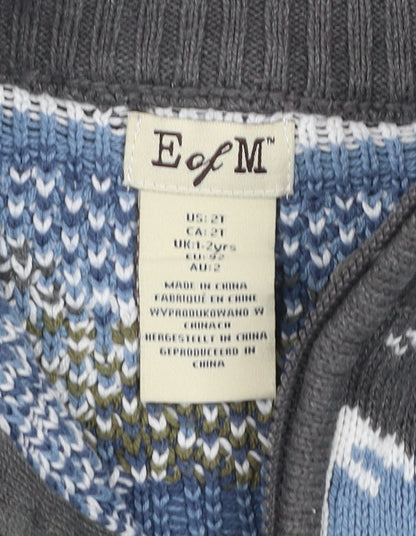 E of M™
US: 2T
CA: 2T
UK:1-2yrs
EU: 92
AU: 2
MADE IN CHINA
FABRIQUÉ EN CHINE
WYPRODUKOWANO W
CHINACH
HERGESTELLT IN CHINA
GEPRODUCEERD IN
CHINA